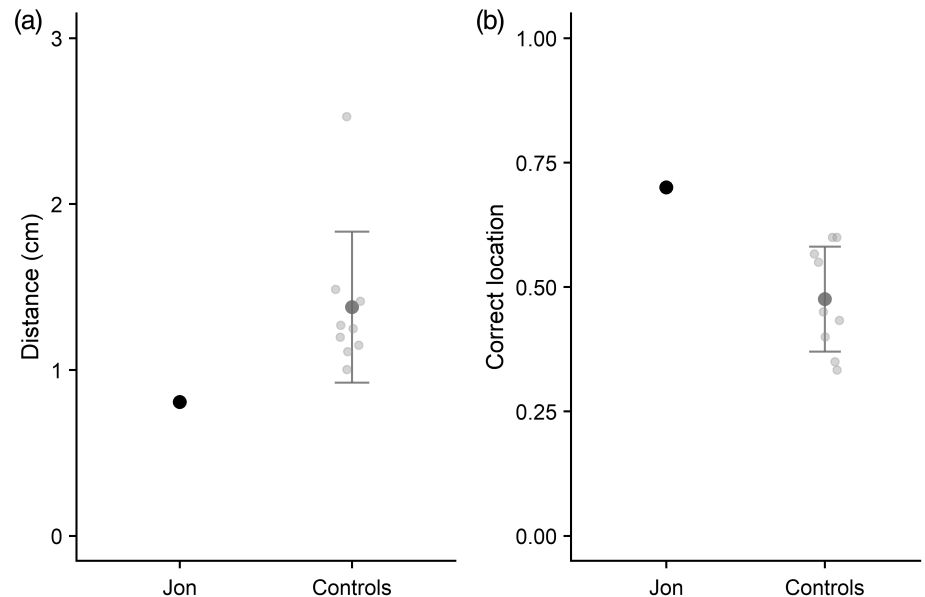 (a)
Distance (cm)
3
2
1
0
Jon Controls
(b)
Correct location
1.00
0.75
0.50
0.25
0.00
Jon Controls